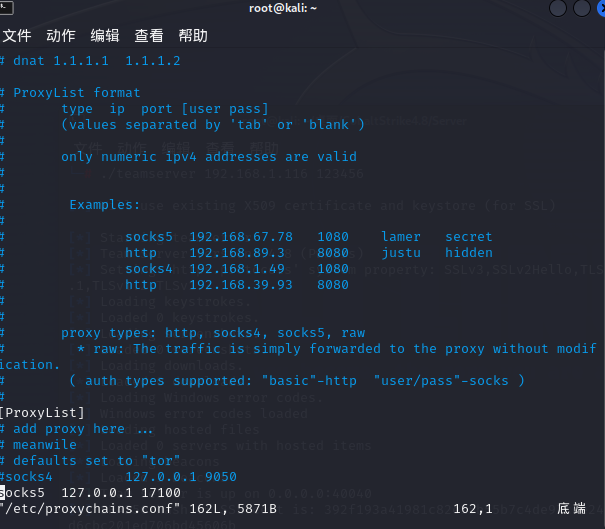 root@kali: ~
文件 动作 编辑 查看 帮助
# dnat 1.1.1.1  1.1.1.2

# ProxyList format
#       type  ip  port [user pass]
#       (values separated by 'tab' or 'blank')
#
#       only numeric ipv4 addresses are valid
#
#
#        Examples:
#
#               socks5  192.168.67.78   1080    lamer   secret
#               http    192.168.89.3    8080    justu   hidden
#               socks4  192.168.1.49    1080
#               http    192.168.39.93   8080
#
#
#       proxy types: http, socks4, socks5, raw
#         * raw: The traffic is simply forwarded to the proxy without modif
ication.
#        ( auth types supported: "basic"-http  "user/pass"-socks )
#
[ProxyList]
# add proxy here ...
# meanwile
# defaults set to "tor"
#socks4         127.0.0.1 9050
socks5  127.0.0.1 17100
"/etc/proxychains.conf" 162L, 5871B                162,1        底端